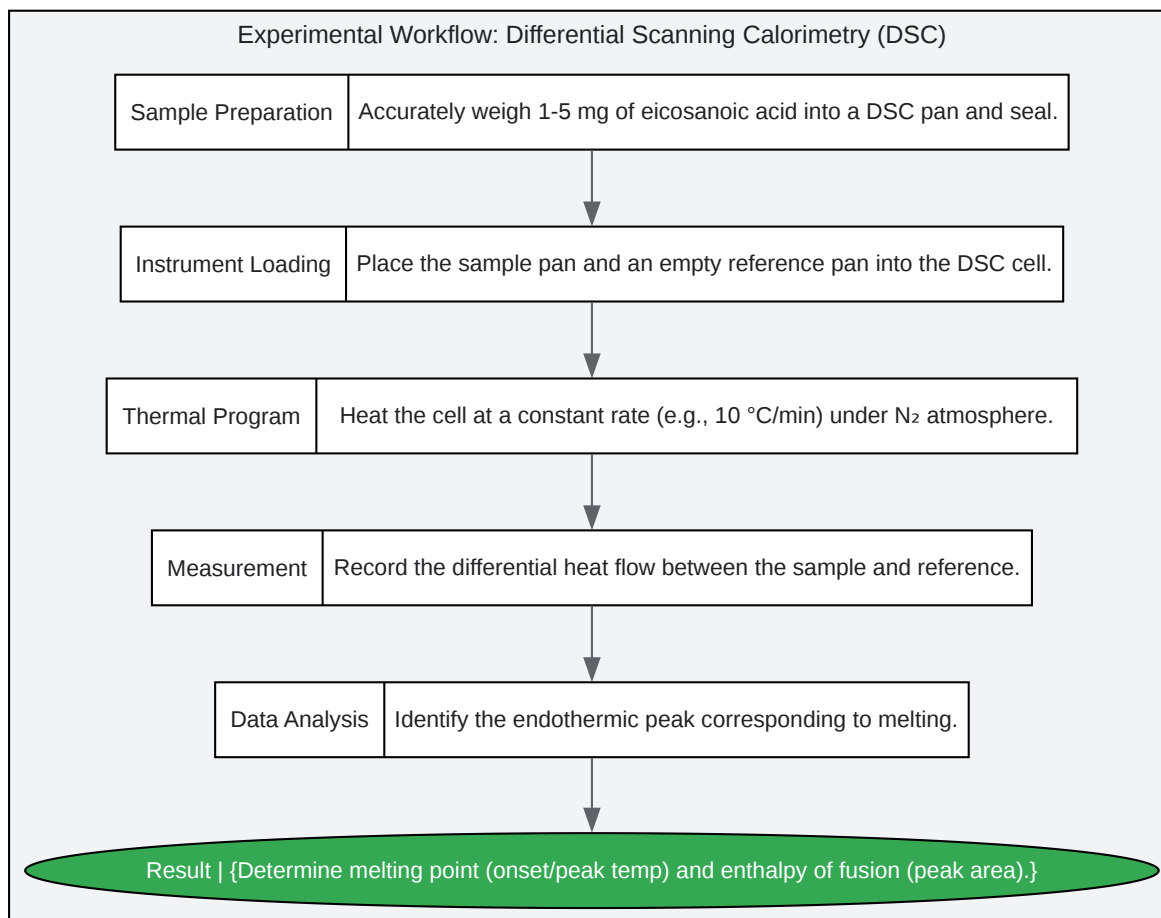 Experimental Workflow: Differential Scanning Calorimetry (DSC)
Sample Preparation
Accurately weigh 1-5 mg of eicosanoic acid into a DSC pan and seal.
Instrument Loading
Place the sample pan and an empty reference pan into the DSC cell.
Thermal Program
Heat the cell at a constant rate (e.g., 10 °C/min) under N₂ atmosphere.
Measurement
Record the differential heat flow between the sample and reference.
Data Analysis
Identify the endothermic peak corresponding to melting.
Result | {Determine melting point (onset/peak temp) and enthalpy of fusion (peak area).}